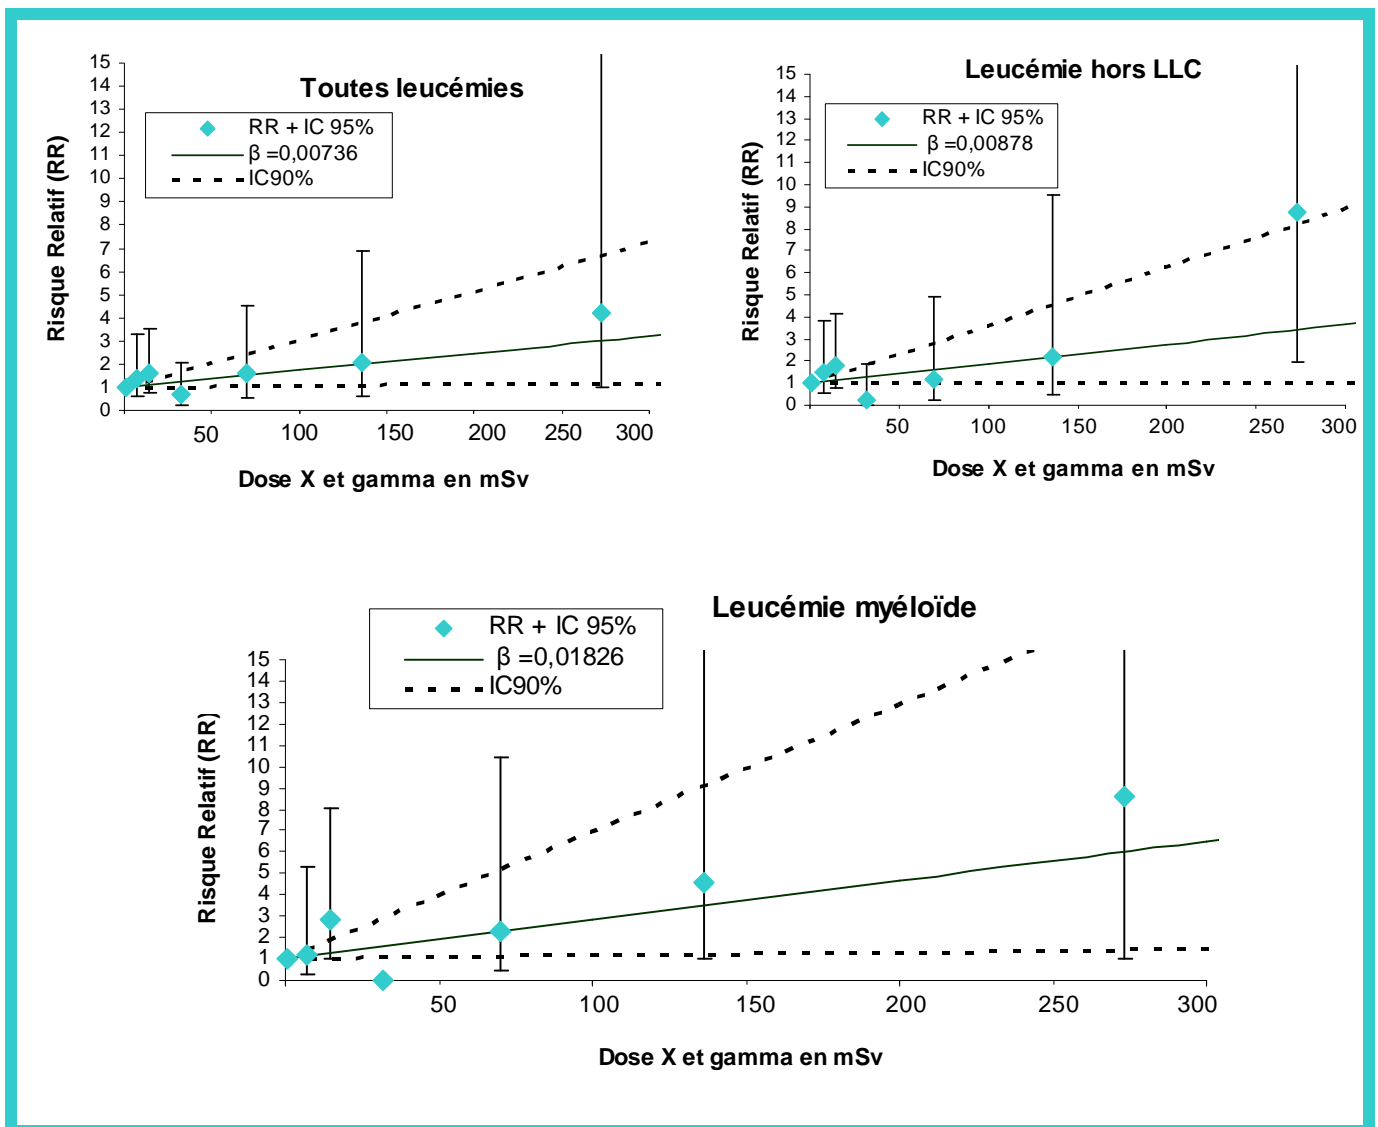 Toutes leucémies
RR + IC 95%
β =0,00736
IC90%
Risque Relatif (RR)
15
14
13
12
11
10
9
8
7
6
5
4
3
2
1
0
50 100 150 200 250 300
Dose X et gamma en mSv
Leucémie hors LLC
RR + IC 95%
β =0,00878
IC90%
Risque Relatif (RR)
15
14
13
12
11
10
9
8
7
6
5
4
3
2
1
0
50 100 150 200 250 300
Dose X et gamma en mSv
Leucémie myéloïde
RR + IC 95%
β =0,01826
IC90%
Risque Relatif (RR)
15
14
13
12
11
10
9
8
7
6
5
4
3
2
1
0
50 100 150 200 250 300
Dose X et gamma en mSv